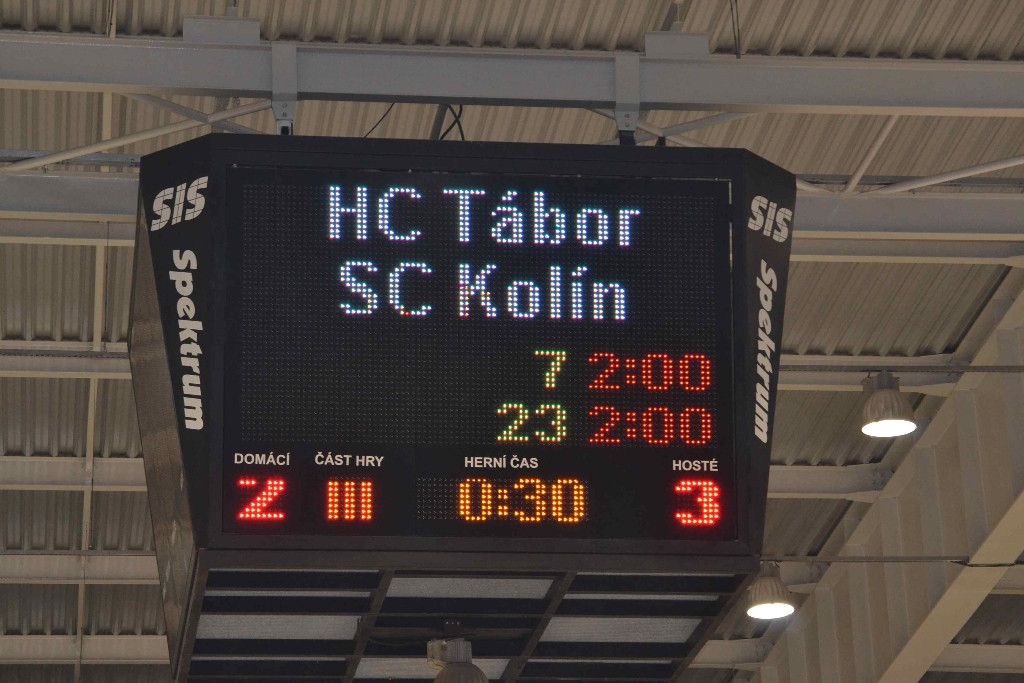 HC Tábor
SC Kolín
7 2:00
23 2:00
DOMÁCÍ ČÁST HRY HERNÍ ČAS HOSTÉ
2 III 0:30 3
SIS Spektrum
SIS Spektrum